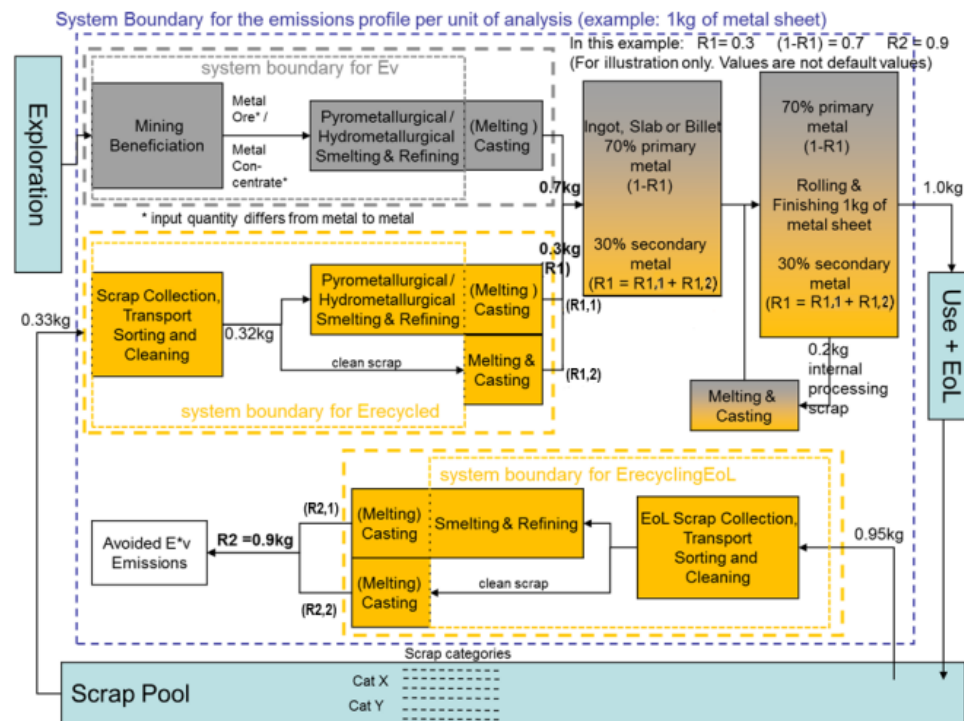 System Boundary for the emissions profile per unit of analysis (example: 1kg of metal sheet)
In this example: R1= 0.3 (1-R1) = 0.7 R2 = 0.9
(For illustration only. Values are not default values)
Exploration
system boundary for Ev
Mining
Beneficiation
Metal
Ore* /
Metal
Con-
centrate*
Pyrometallurgical /
Hydrometallurgical
Smelting & Refining
(Melting )
Casting
* input quantity differs from metal to metal
0.7kg
Ingot, Slab or Billet
70% primary
metal
(1-R1)
30% secondary
metal
(R1 = R1,1 + R1,2)
70% primary
metal
(1-R1)
Rolling &
Finishing 1kg of
metal sheet
30% secondary
metal
(R1 = R1,1 + R1,2)
1.0kg
0.3kg
(R1)
0.33kg
Scrap Collection,
Transport
Sorting and
Cleaning
0.32kg
Pyrometallurgical /
Hydrometallurgical
Smelting & Refining
(Melting )
Casting
(R1,1)
clean scrap
Melting &
Casting
(R1,2)
system boundary for Erecycled
0.2kg
internal
processing
scrap
Melting &
Casting
Use + EoL
system boundary for ErecyclingEoL
(R2,1)
(Melting)
Casting
Smelting & Refining
EoL Scrap Collection,
Transport
Sorting and
Cleaning
0.95kg
Avoided E*v
Emissions
R2 =0.9kg
clean scrap
(Melting)
Casting
(R2,2)
Scrap categories
Scrap Pool
Cat X
Cat Y